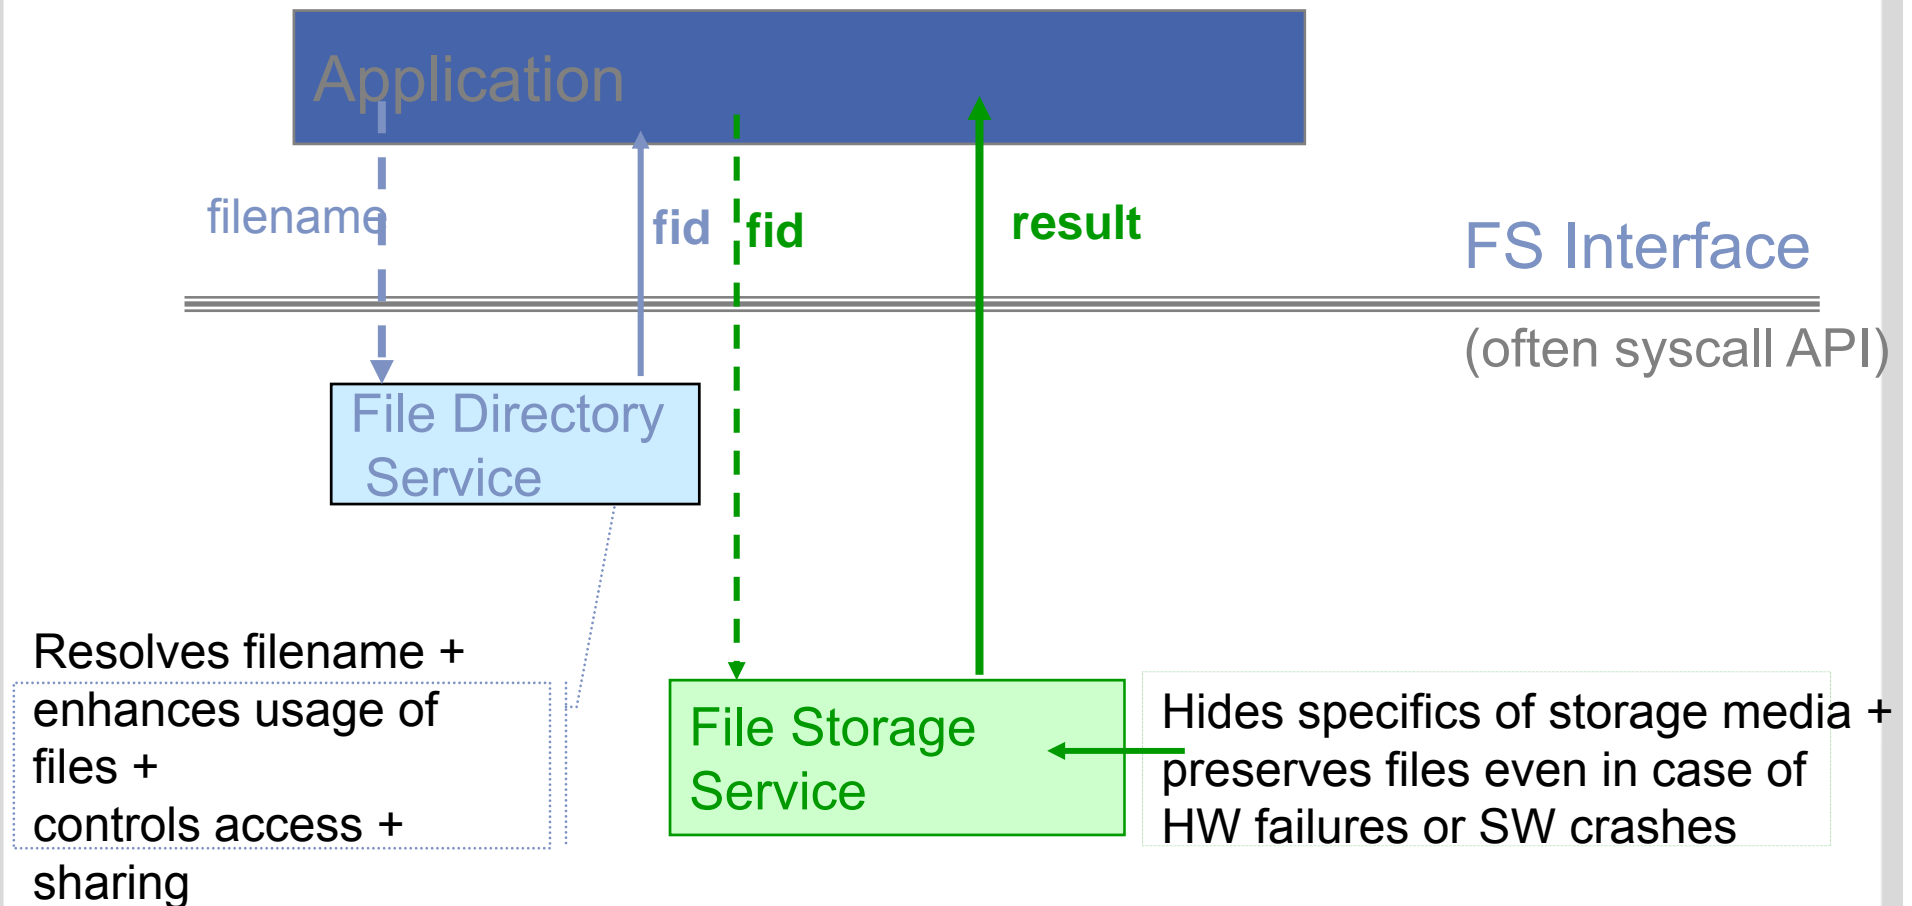 Application
filename
fid
fid
result
FS Interface
(often syscall API)
File Directory
Service
Resolves filename +
enhances usage of
files +
controls access +
sharing
File Storage
Service
Hides specifics of storage media +
preserves files even in case of
HW failures or SW crashes